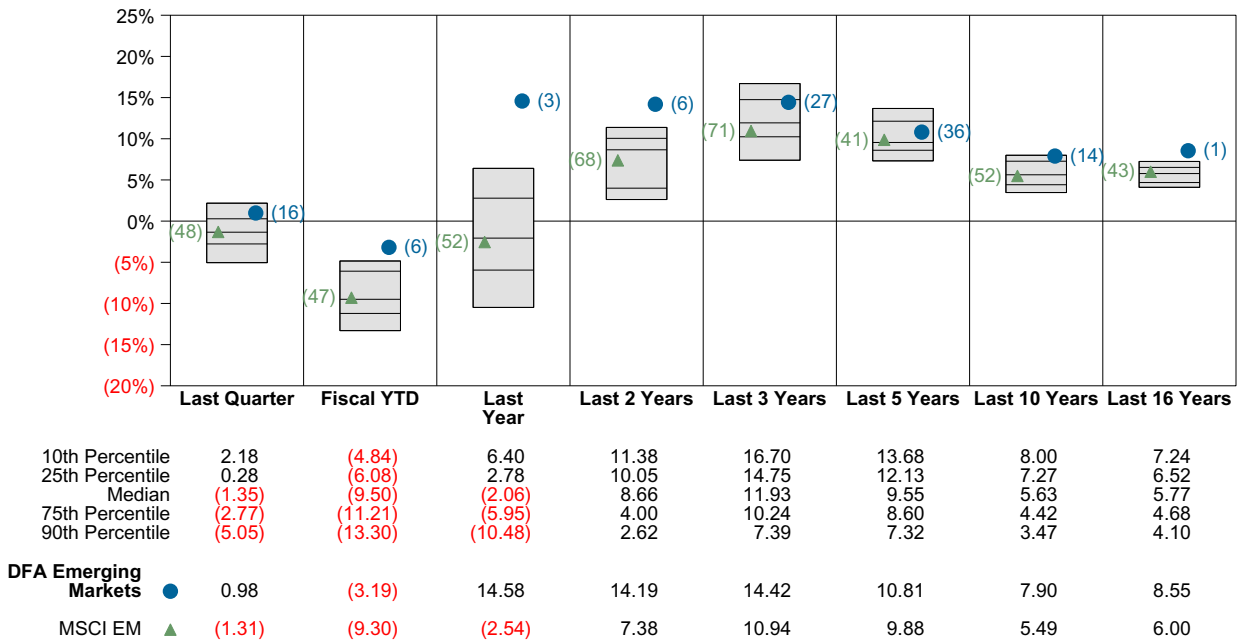 25%
20%
15%
10%
5%
0%
(5%)
(10%)
(15%)
(20%)
(16)
(48)
(6)
(47)
(3)
(52)
(6)
(68)
(27)
(71)
(36)
(41)
(14)
(52)
(1)
(43)
Last Quarter Fiscal YTD Last Year Last 2 Years Last 3 Years Last 5 Years Last 10 Years Last 16 Years
10th Percentile 2.18 (4.84) 6.40 11.38 16.70 13.68 8.00 7.24
25th Percentile 0.28 (6.08) 2.78 10.05 14.75 12.13 7.27 6.52
Median (1.35) (9.50) (2.06) 8.66 11.93 9.55 5.63 5.77
75th Percentile (2.77) (11.21) (5.95) 4.00 10.24 8.60 4.42 4.68
90th Percentile (5.05) (13.30) (10.48) 2.62 7.39 7.32 3.47 4.10
DFA Emerging
Markets 0.98 (3.19) 14.58 14.19 14.42 10.81 7.90 8.55
MSCI EM (1.31) (9.30) (2.54) 7.38 10.94 9.88 5.49 6.00